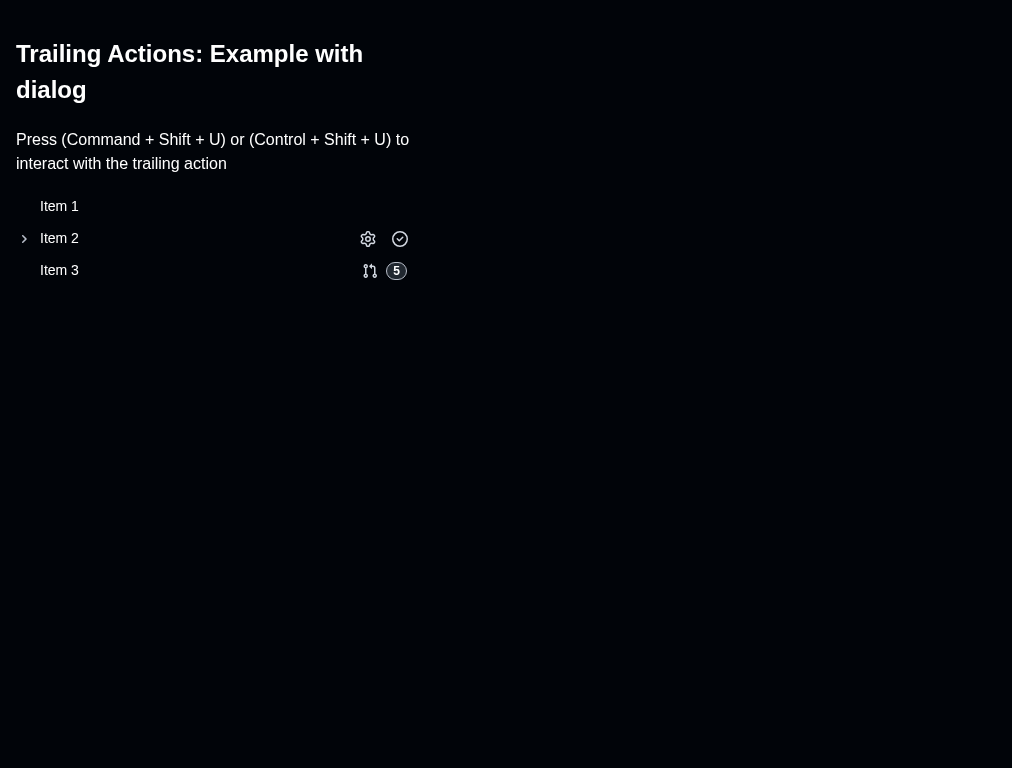 Trailing Actions: Example with
dialog
Press (Command + Shift + U) or (Control + Shift + U) to
interact with the trailing action
Item 1
Item 2
Item 3 5